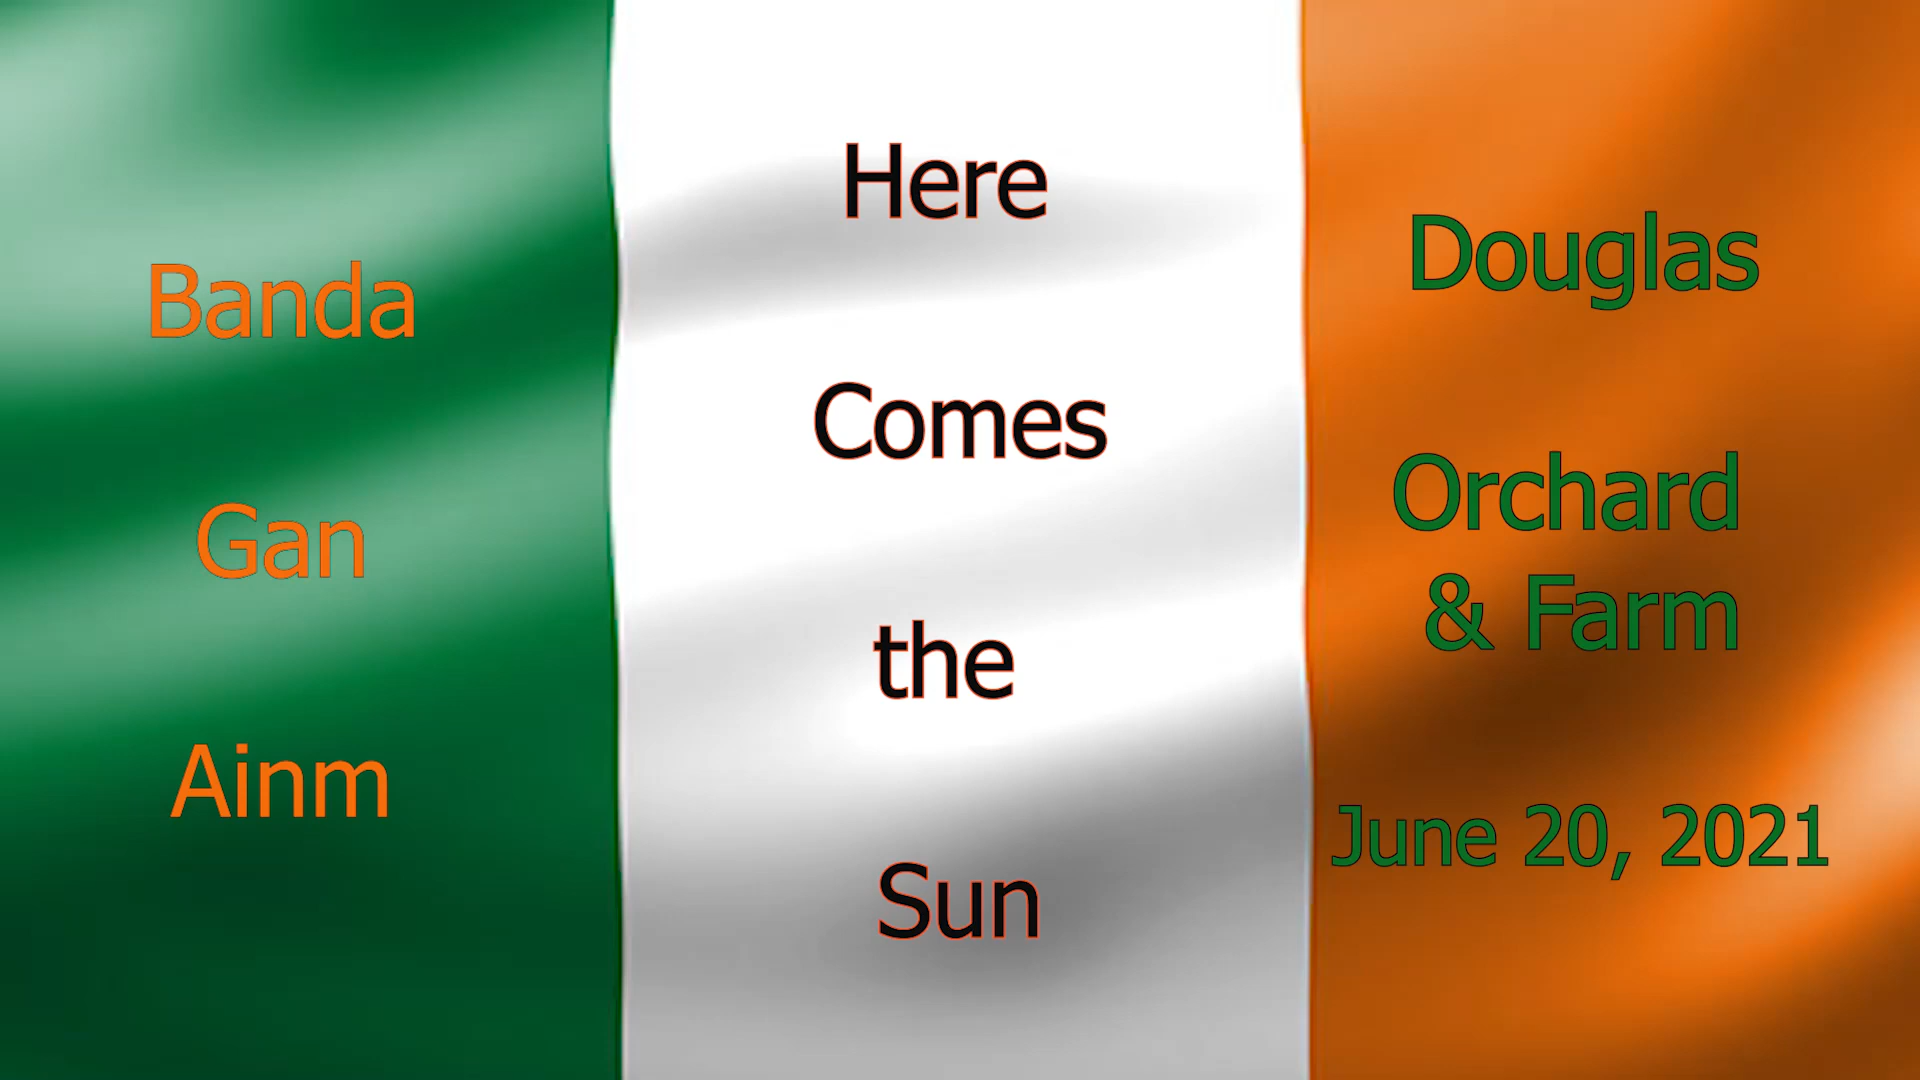 Banda
Gan
Ainm
Here
Comes
the
Sun
Douglas
Orchard
& Farm
June 20, 2021